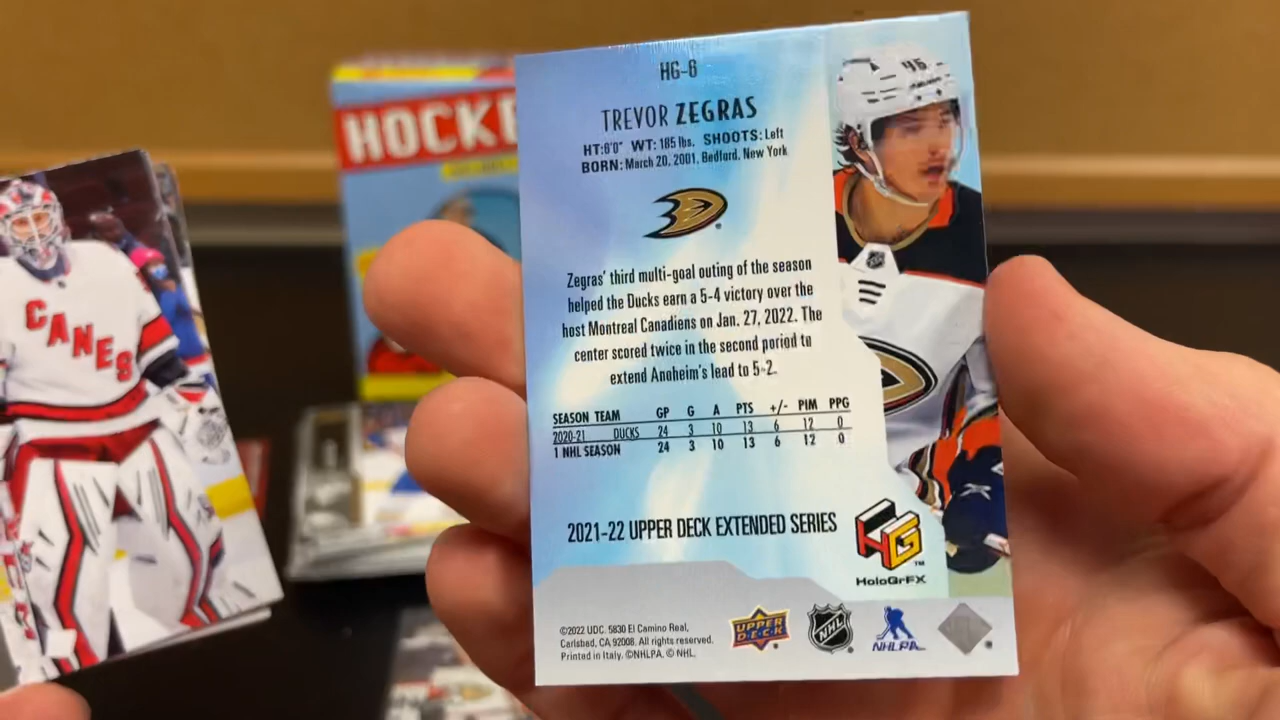 HG-6
TREVOR ZEGRAS
HT:6'0" WT: 185 lbs. SHOOTS: Left
BORN: March 20, 2001, Bedford, New York
Zegras' third multi-goal outing of the season
helped the Ducks earn a 5-4 victory over the
host Montreal Canadiens on Jan. 27, 2022. The
center scored twice in the second period to
extend Anaheim's lead to 5-2.
SEASON TEAM GP G A PTS +/- PIM PPG
2020-21 DUCKS 24 3 10 13 6 12 0
1 NHL SEASON 24 3 10 13 6 12 0
2021-22 UPPER DECK EXTENDED SERIES
HG
TM
HoloGrFX
©2022 UDC. 5830 El Camino Real,
Carlsbad, CA 92008. All rights reserved.
Printed in Italy. ©NHLPA. © NHL.
UPPER DECK
NHL
NHLPA
46
HOCKE
CANES